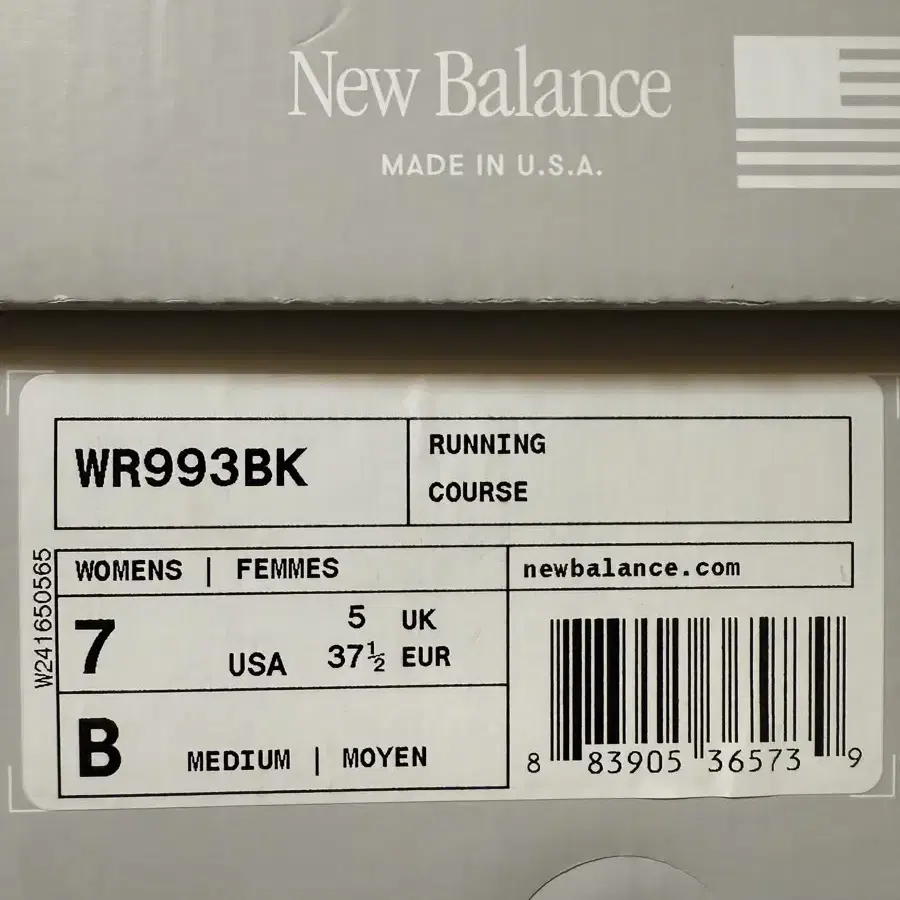 New Balance
MADE IN U.S.A.
WR993BK
RUNNING
COURSE
W241650565
WOMENS | FEMMES
newbalance.com
7 USA
5 UK
37½ EUR
B MEDIUM | MOYEN
8 83905 36573 9